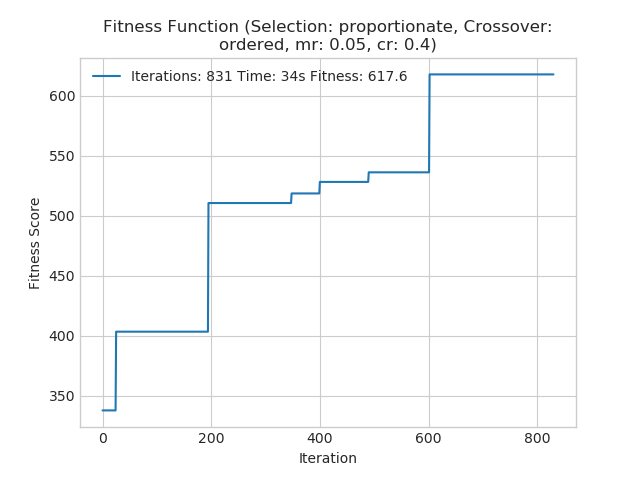 Fitness Function (Selection: proportionate, Crossover:
ordered, mr: 0.05, cr: 0.4)
Iterations: 831 Time: 34s Fitness: 617.6
600
550
500
450
400
350
Fitness Score
0 200 400 600 800
Iteration